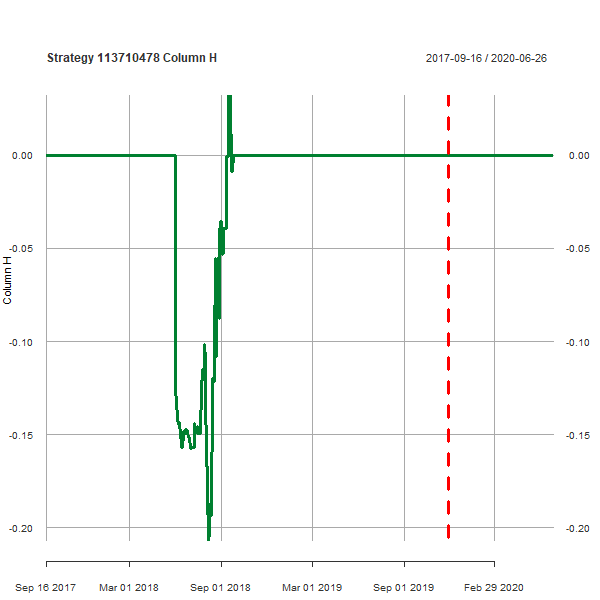 Strategy 113710478 Column H 2017-09-16 / 2020-06-26
0.00 0.00
-0.05 -0.05
Column H
-0.10 -0.10
-0.15 -0.15
-0.20 -0.20
Sep 16 2017 Mar 01 2018 Sep 01 2018 Mar 01 2019 Sep 01 2019 Feb 29 2020